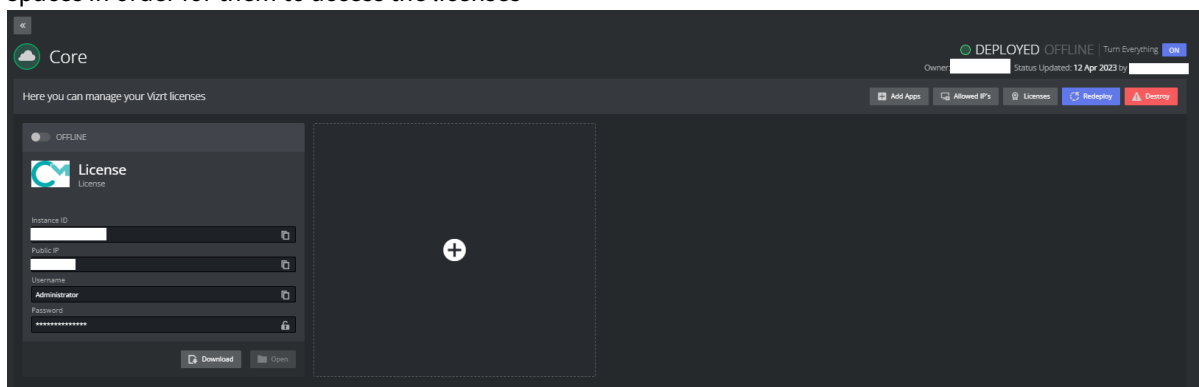 spaces in order for them to access the licenses
«
Core
DEPLOYED OFFLINE | Turn Everything ON
Owner: Status Updated: 12 Apr 2023 by
Here you can manage your Vizrt licenses
Add Apps Allowed IP's Licenses Redeploy Destroy
OFFLINE
CM License
License
Instance ID
Public IP
Username
Administrator
Password
**************
Download Open